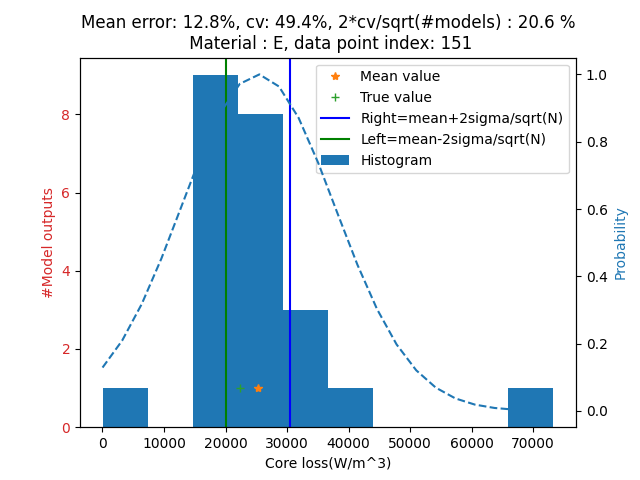 Mean error: 12.8%, cv: 49.4%, 2*cv/sqrt(#models) : 20.6 %
Material : E, data point index: 151
Mean value
True value
Right=mean+2sigma/sqrt(N)
Left=mean-2sigma/sqrt(N)
Histogram
#Model outputs
8
6
4
2
0
1.0
0.8
0.6
0.4
0.2
0.0
Probability
0 10000 20000 30000 40000 50000 60000 70000
Core loss(W/m^3)